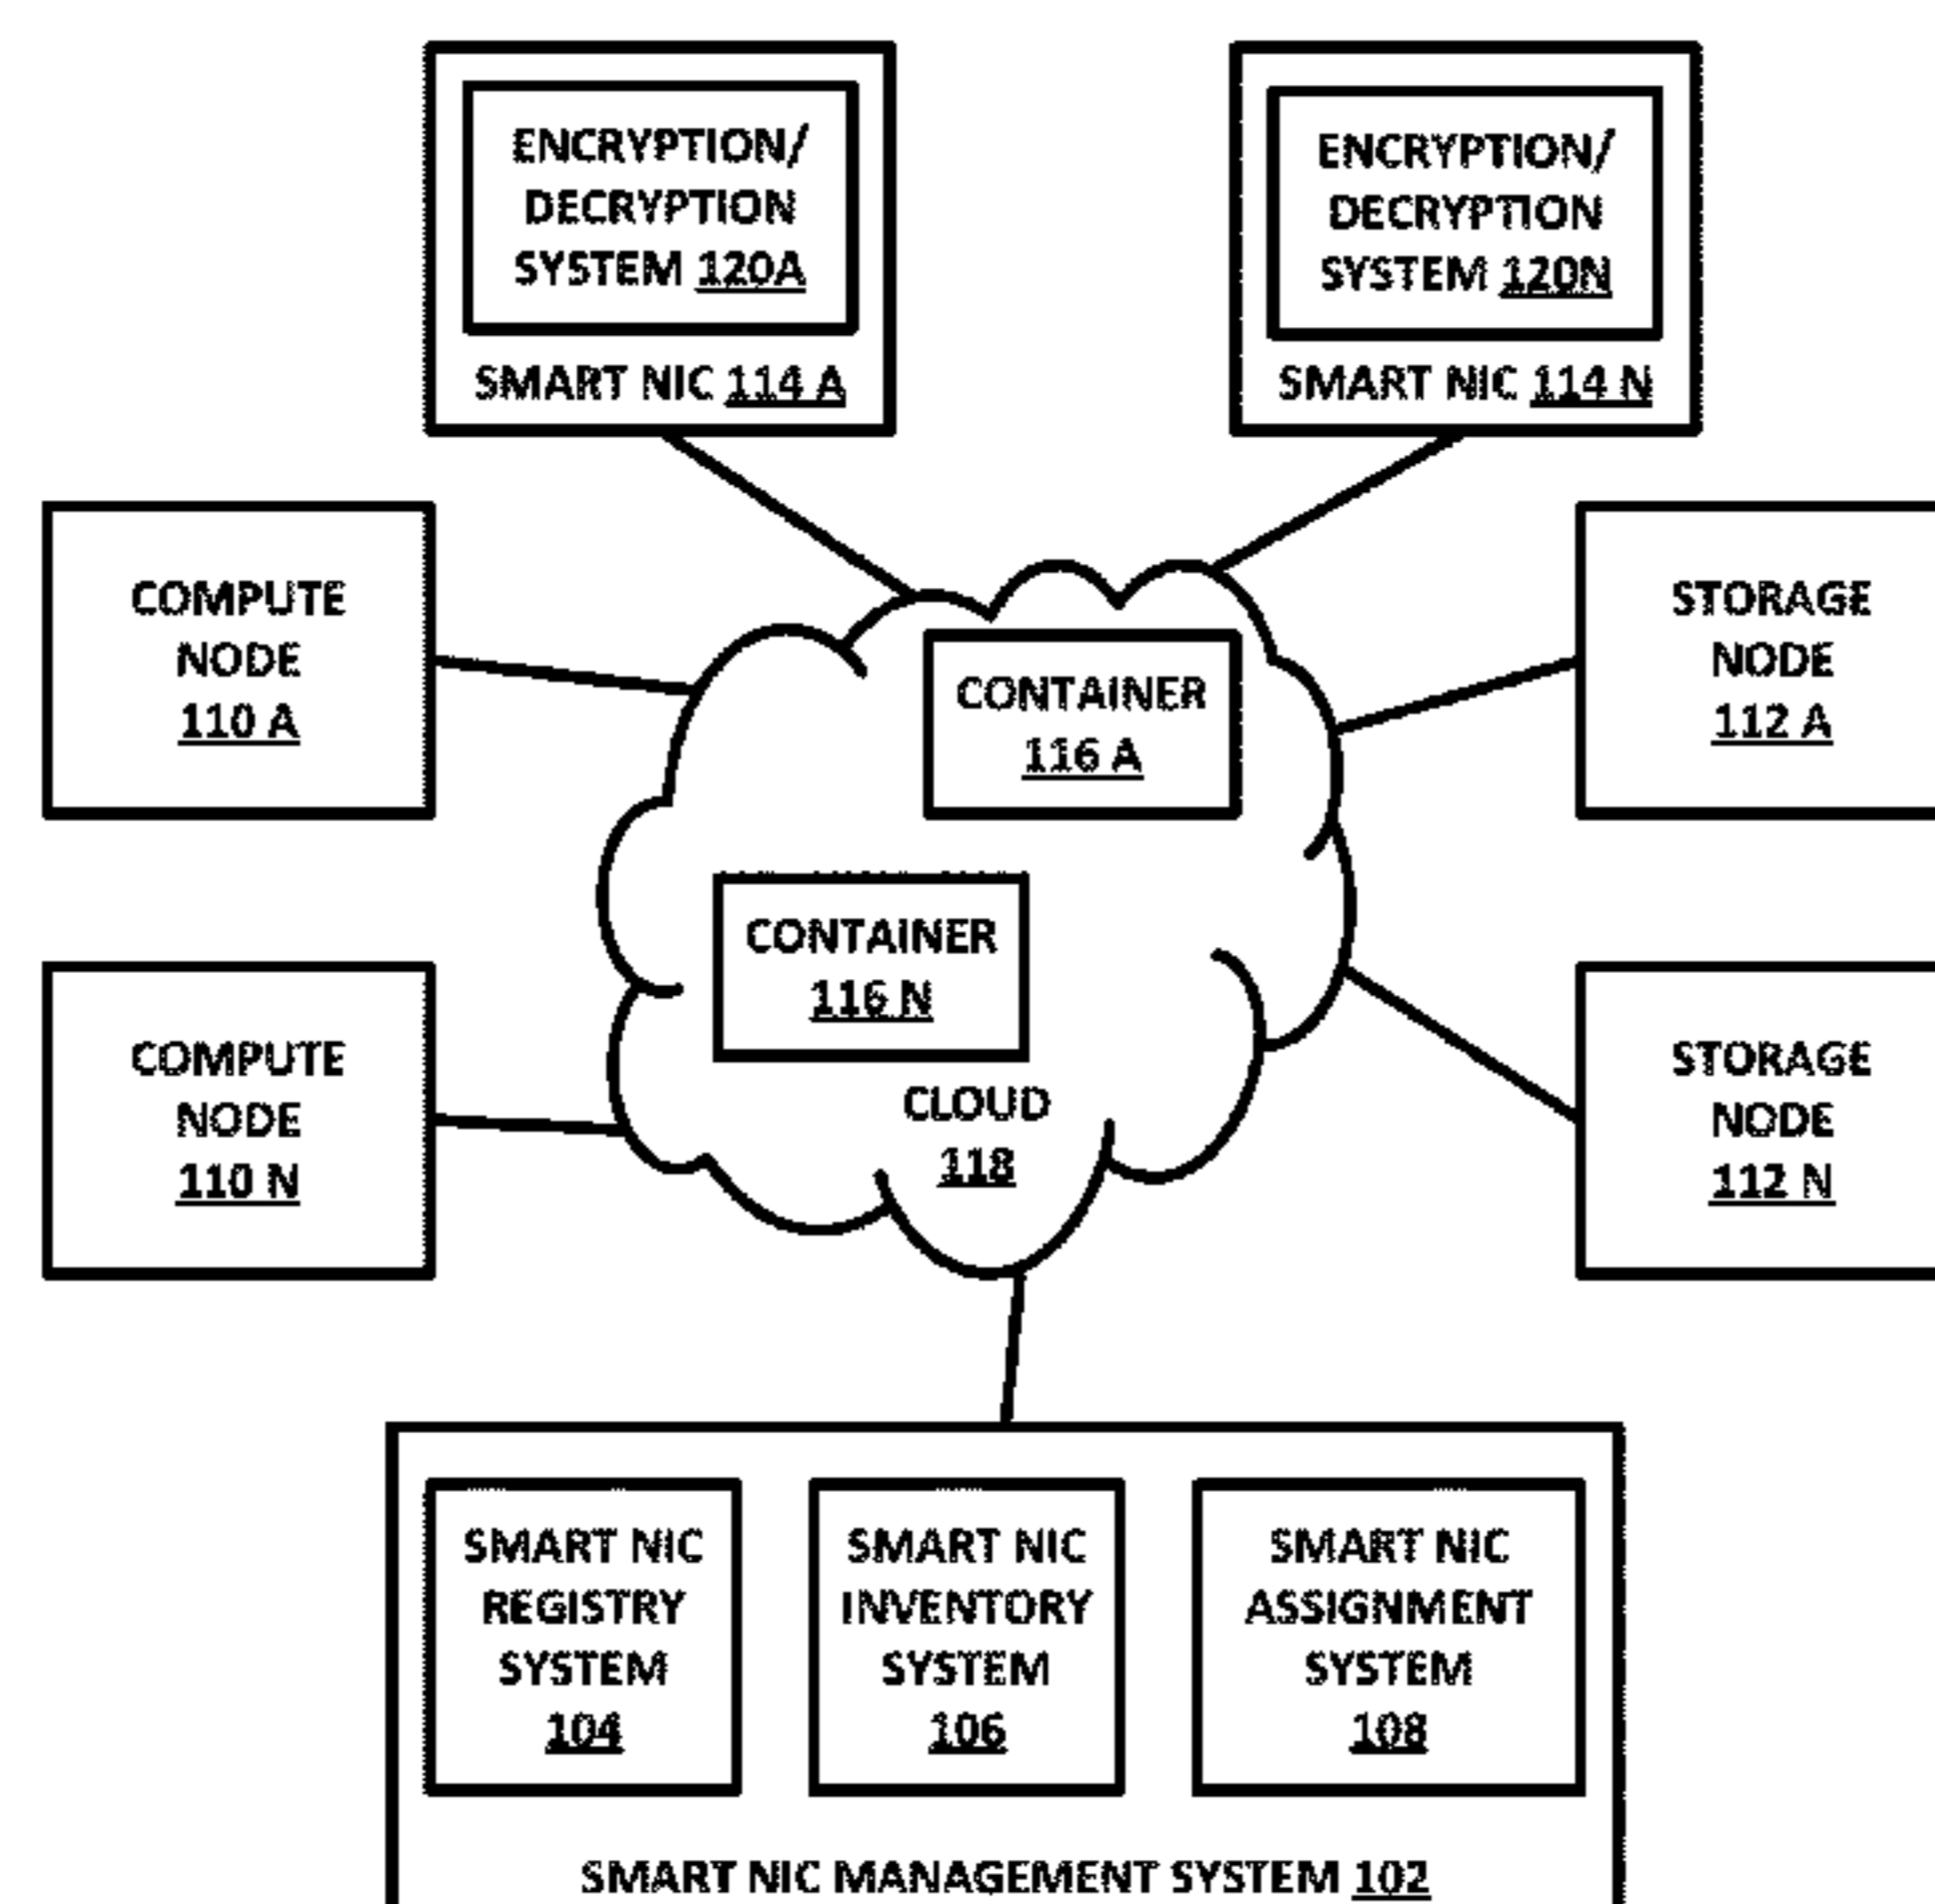 ENCRYPTION/
DECRYPTION
SYSTEM 120A
SMART NIC 114 A
ENCRYPTION/
DECRYPTION
SYSTEM 120N
SMART NIC 114 N
COMPUTE
NODE
110 A
CONTAINER
116 A
STORAGE
NODE
112 A
COMPUTE
NODE
110 N
CONTAINER
116 N
CLOUD
118
STORAGE
NODE
112 N
SMART NIC
REGISTRY
SYSTEM
104
SMART NIC
INVENTORY
SYSTEM
106
SMART NIC
ASSIGNMENT
SYSTEM
108
SMART NIC MANAGEMENT SYSTEM 102